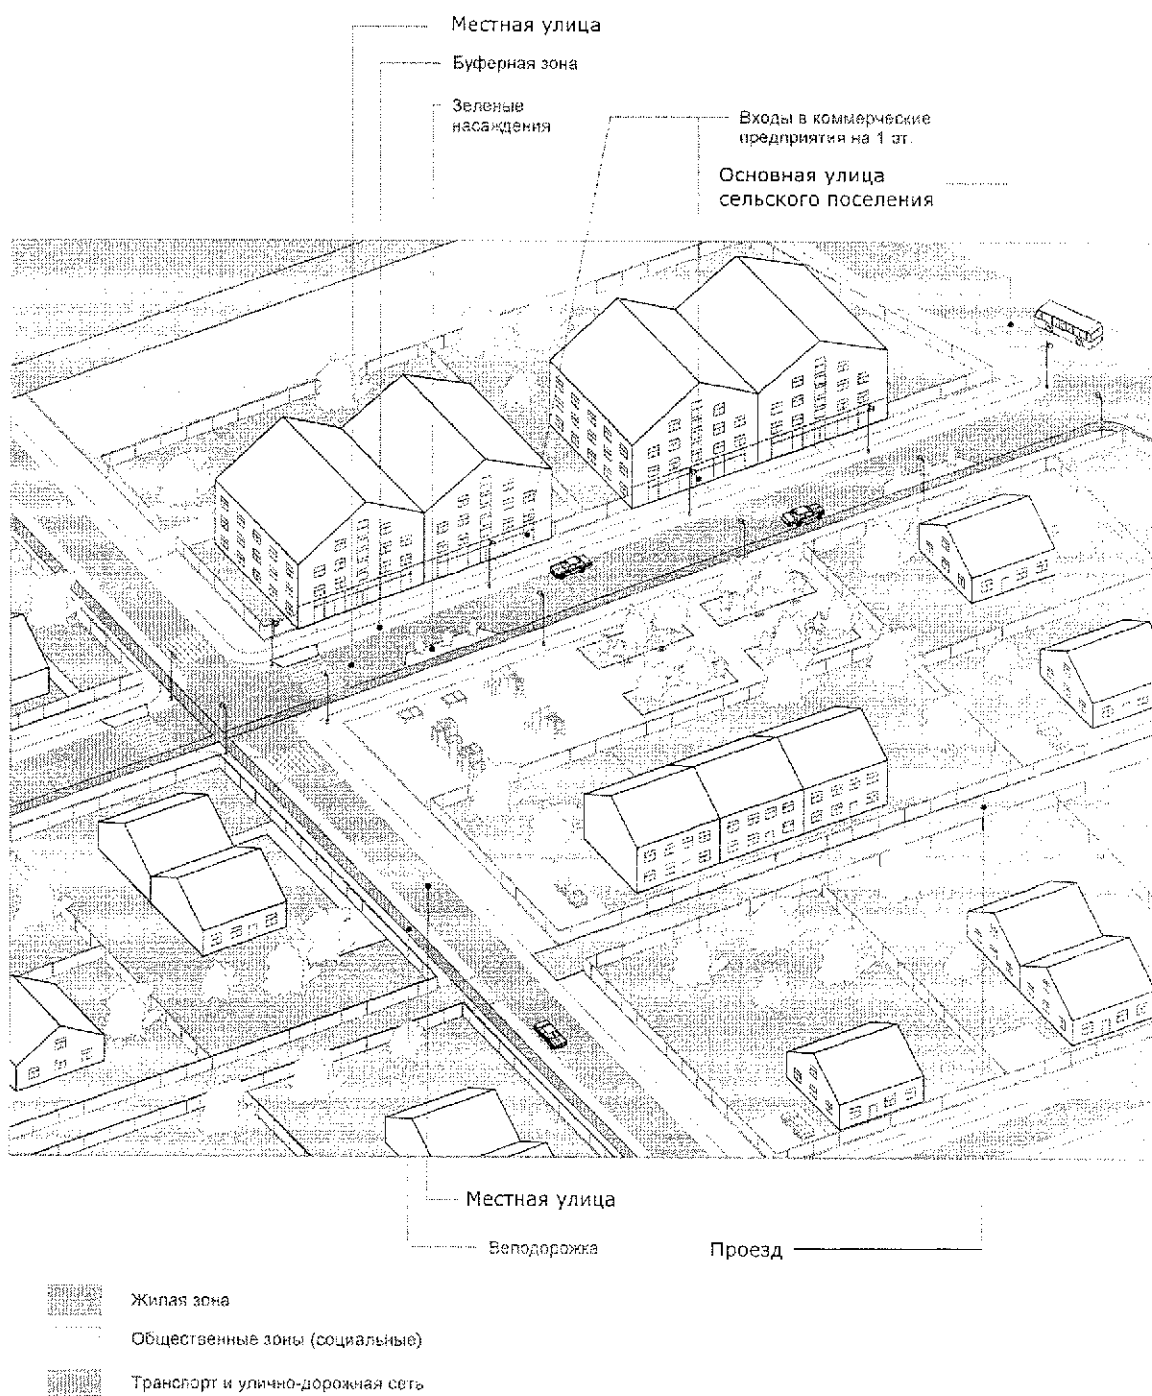 Местная улица
Буферная зона
Зеленые
насаждения
Входы в коммерческие
предприятия на 1 эт.
Основная улица
сельского поселения
Местная улица
Велодорожка
Проезд
Жилая зона
Общественные зоны (социальные)
Транспорт и улично-дорожная сеть